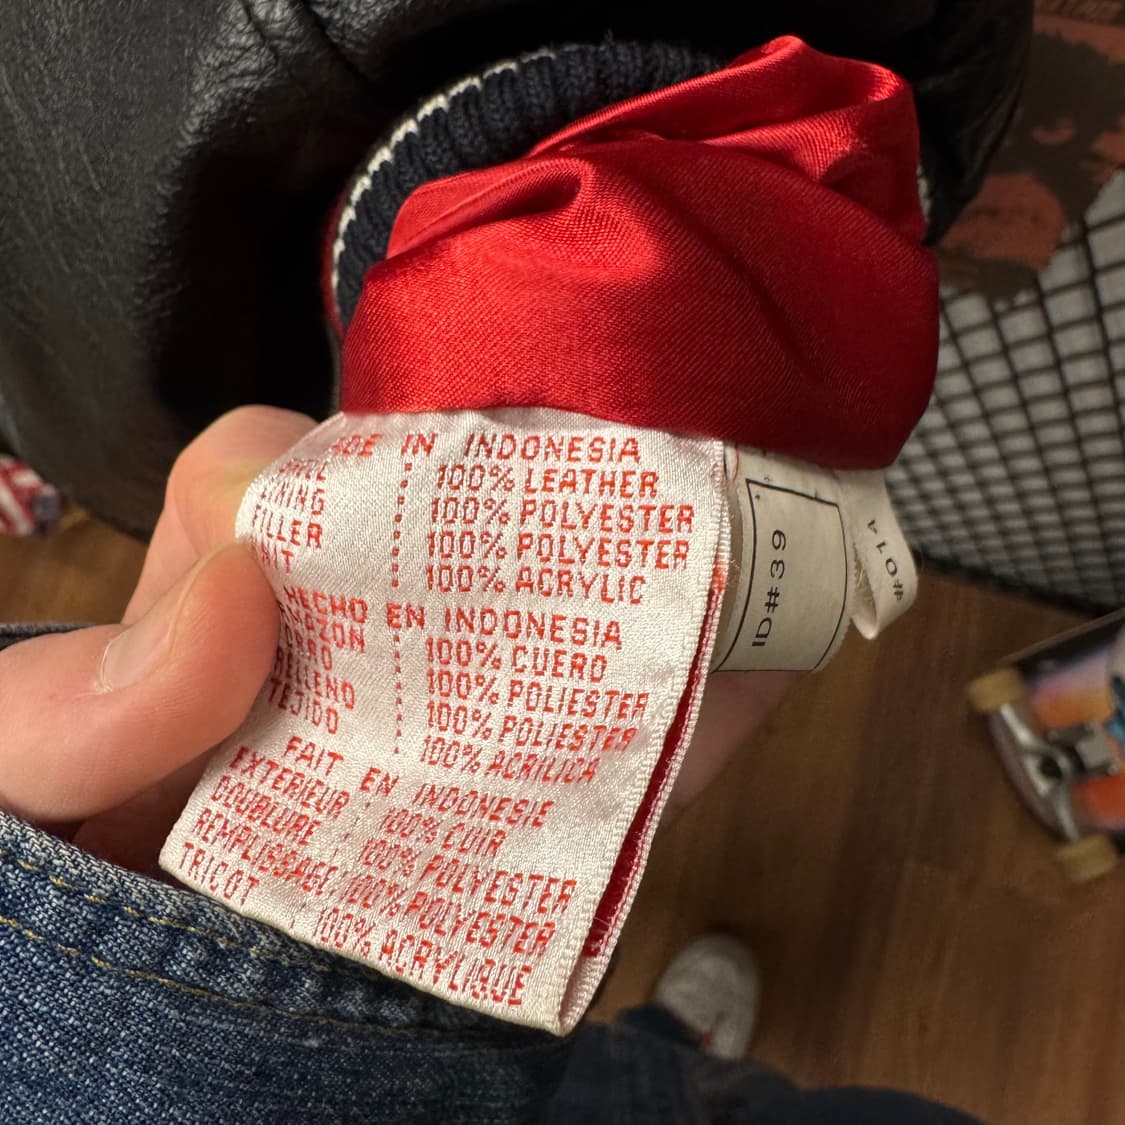 IN INDONESIA
100% LEATHER
100% POLYESTER
FILLER : 100% POLYESTER
100% ACRYLIC
HECHO EN INDONESIA
100% CUERO
100% POLIESTER
100% POLIESTER
TEJIDO : 100% ACRILICA
FAIT EN INDONESIE
EXTERIEUR : 100% CUIR
DOUBLURE : 100% POLYESTER
REMPLISSAGE : 100% POLYESTER
TRICOT : 100% ACRYLIQUE
ID#39
#014